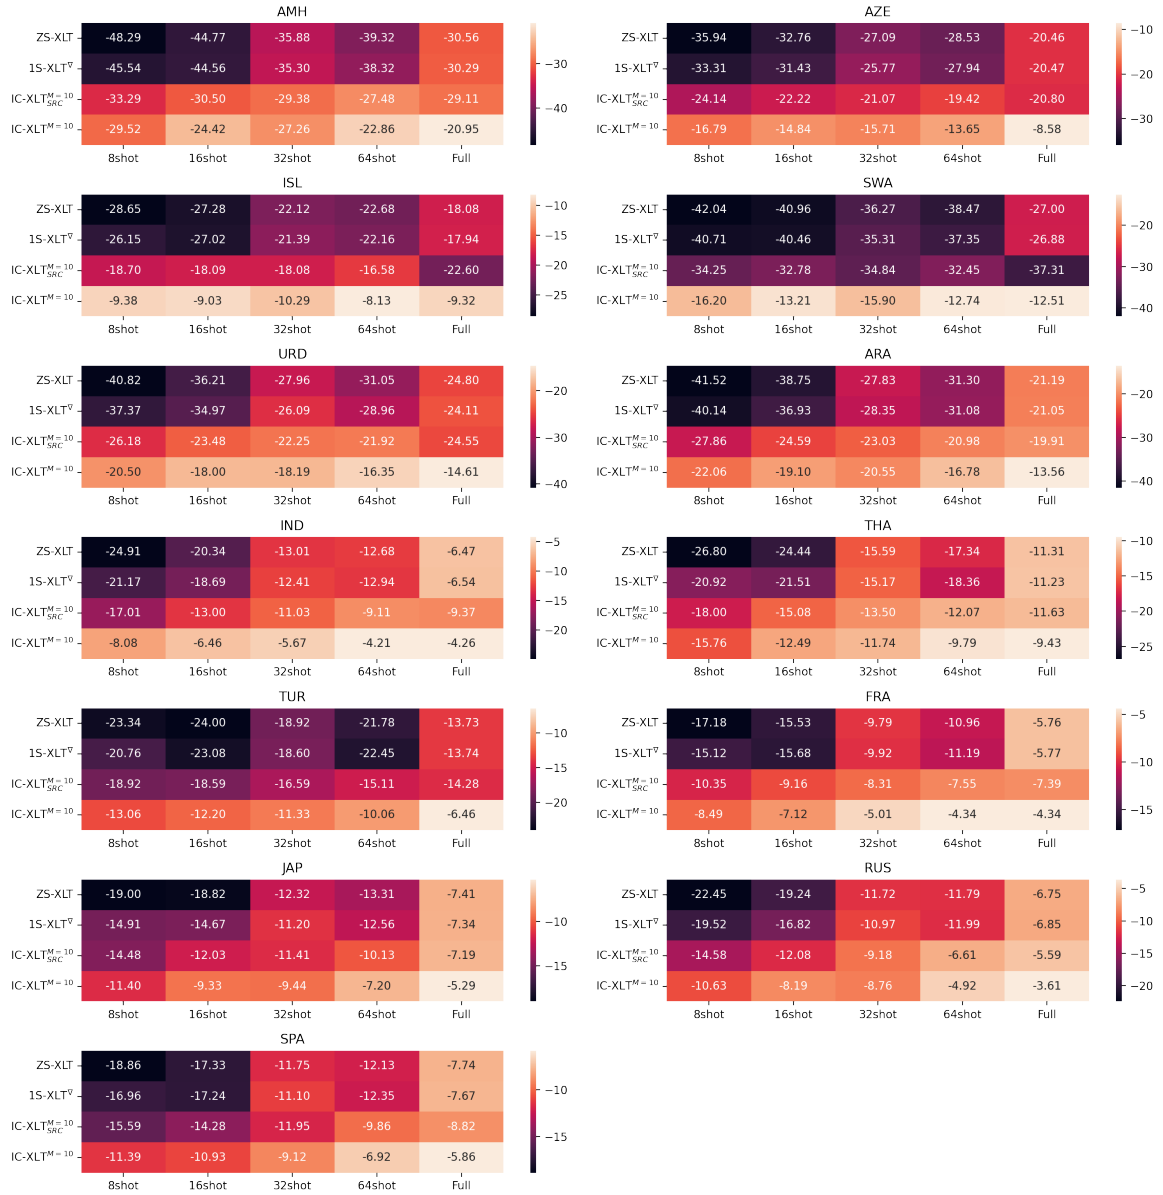 AMH
ZS-XLT -48.29 -44.77 -35.88 -39.32 -30.56
1S-XLT∇ -45.54 -44.56 -35.30 -38.32 -30.29
IC-XLT M=10 SRC -33.29 -30.50 -29.38 -27.48 -29.11
IC-XLT M=10 -29.52 -24.42 -27.26 -22.86 -20.95
8shot 16shot 32shot 64shot Full
−30
−40
AZE
ZS-XLT -35.94 -32.76 -27.09 -28.53 -20.46
1S-XLT∇ -33.31 -31.43 -25.77 -27.94 -20.47
IC-XLT M=10 SRC -24.14 -22.22 -21.07 -19.42 -20.80
IC-XLT M=10 -16.79 -14.84 -15.71 -13.65 -8.58
8shot 16shot 32shot 64shot Full
−10
−20
−30
ISL
ZS-XLT -28.65 -27.28 -22.12 -22.68 -18.08
1S-XLT∇ -26.15 -27.02 -21.39 -22.16 -17.94
IC-XLT M=10 SRC -18.70 -18.09 -18.08 -16.58 -22.60
IC-XLT M=10 -9.38 -9.03 -10.29 -8.13 -9.32
8shot 16shot 32shot 64shot Full
−10
−15
−20
−25
SWA
ZS-XLT -42.04 -40.96 -36.27 -38.47 -27.00
1S-XLT∇ -40.71 -40.46 -35.31 -37.35 -26.88
IC-XLT M=10 SRC -34.25 -32.78 -34.84 -32.45 -37.31
IC-XLT M=10 -16.20 -13.21 -15.90 -12.74 -12.51
8shot 16shot 32shot 64shot Full
−20
−30
−40
URD
ZS-XLT -40.82 -36.21 -27.96 -31.05 -24.80
1S-XLT∇ -37.37 -34.97 -26.09 -28.96 -24.11
IC-XLT M=10 SRC -26.18 -23.48 -22.25 -21.92 -24.55
IC-XLT M=10 -20.50 -18.00 -18.19 -16.35 -14.61
8shot 16shot 32shot 64shot Full
−20
−30
−40
ARA
ZS-XLT -41.52 -38.75 -27.83 -31.30 -21.19
1S-XLT∇ -40.14 -36.93 -28.35 -31.08 -21.05
IC-XLT M=10 SRC -27.86 -24.59 -23.03 -20.98 -19.91
IC-XLT M=10 -22.06 -19.10 -20.55 -16.78 -13.56
8shot 16shot 32shot 64shot Full
−20
−30
−40
IND
ZS-XLT -24.91 -20.34 -13.01 -12.68 -6.47
1S-XLT∇ -21.17 -18.69 -12.41 -12.94 -6.54
IC-XLT M=10 SRC -17.01 -13.00 -11.03 -9.11 -9.37
IC-XLT M=10 -8.08 -6.46 -5.67 -4.21 -4.26
8shot 16shot 32shot 64shot Full
−5
−10
−15
−20
THA
ZS-XLT -26.80 -24.44 -15.59 -17.34 -11.31
1S-XLT∇ -20.92 -21.51 -15.17 -18.36 -11.23
IC-XLT M=10 SRC -18.00 -15.08 -13.50 -12.07 -11.63
IC-XLT M=10 -15.76 -12.49 -11.74 -9.79 -9.43
8shot 16shot 32shot 64shot Full
−10
−15
−20
−25
TUR
ZS-XLT -23.34 -24.00 -18.92 -21.78 -13.73
1S-XLT∇ -20.76 -23.08 -18.60 -22.45 -13.74
IC-XLT M=10 SRC -18.92 -18.59 -16.59 -15.11 -14.28
IC-XLT M=10 -13.06 -12.20 -11.33 -10.06 -6.46
8shot 16shot 32shot 64shot Full
−10
−15
−20
FRA
ZS-XLT -17.18 -15.53 -9.79 -10.96 -5.76
1S-XLT∇ -15.12 -15.68 -9.92 -11.19 -5.77
IC-XLT M=10 SRC -10.35 -9.16 -8.31 -7.55 -7.39
IC-XLT M=10 -8.49 -7.12 -5.01 -4.34 -4.34
8shot 16shot 32shot 64shot Full
−5
−10
−15
JAP
ZS-XLT -19.00 -18.82 -12.32 -13.31 -7.41
1S-XLT∇ -14.91 -14.67 -11.20 -12.56 -7.34
IC-XLT M=10 SRC -14.48 -12.03 -11.41 -10.13 -7.19
IC-XLT M=10 -11.40 -9.33 -9.44 -7.20 -5.29
8shot 16shot 32shot 64shot Full
−10
−15
RUS
ZS-XLT -22.45 -19.24 -11.72 -11.79 -6.75
1S-XLT∇ -19.52 -16.82 -10.97 -11.99 -6.85
IC-XLT M=10 SRC -14.58 -12.08 -9.18 -6.61 -5.59
IC-XLT M=10 -10.63 -8.19 -8.76 -4.92 -3.61
8shot 16shot 32shot 64shot Full
−5
−10
−15
−20
SPA
ZS-XLT -18.86 -17.33 -11.75 -12.13 -7.74
1S-XLT∇ -16.96 -17.24 -11.10 -12.35 -7.67
IC-XLT M=10 SRC -15.59 -14.28 -11.95 -9.86 -8.82
IC-XLT M=10 -11.39 -10.93 -9.12 -6.92 -5.86
8shot 16shot 32shot 64shot Full
−10
−15